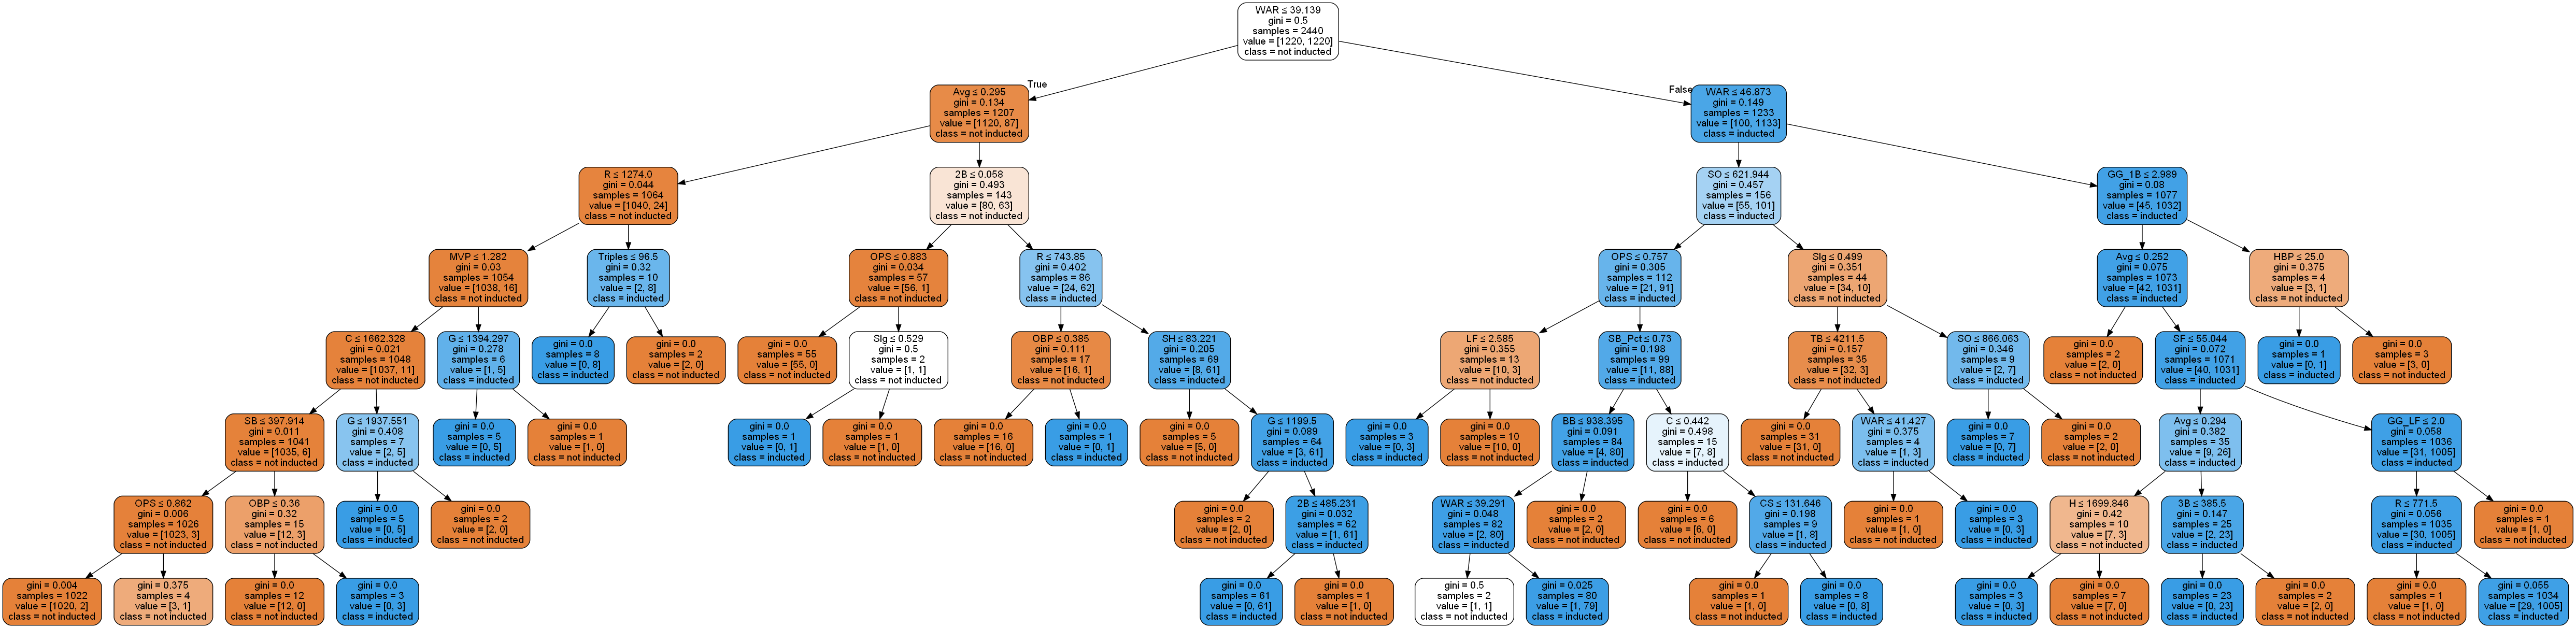 WAR ≤ 39.139
gini = 0.5
samples = 2440
value = [1220, 1220]
class = not inducted
True
False
Avg ≤ 0.295
gini = 0.134
samples = 1207
value = [1120, 87]
class = not inducted
WAR ≤ 46.873
gini = 0.149
samples = 1233
value = [100, 1133]
class = inducted
R ≤ 1274.0
gini = 0.044
samples = 1064
value = [1040, 24]
class = not inducted
2B ≤ 0.058
gini = 0.493
samples = 143
value = [80, 63]
class = not inducted
SO ≤ 621.944
gini = 0.457
samples = 156
value = [55, 101]
class = inducted
GG_1B ≤ 2.989
gini = 0.08
samples = 1077
value = [45, 1032]
class = inducted
MVP ≤ 1.282
gini = 0.03
samples = 1054
value = [1038, 16]
class = not inducted
Triples ≤ 96.5
gini = 0.32
samples = 10
value = [2, 8]
class = inducted
OPS ≤ 0.883
gini = 0.034
samples = 57
value = [56, 1]
class = not inducted
R ≤ 743.85
gini = 0.402
samples = 86
value = [24, 62]
class = inducted
OPS ≤ 0.757
gini = 0.305
samples = 112
value = [21, 91]
class = inducted
Slg ≤ 0.499
gini = 0.351
samples = 44
value = [34, 10]
class = not inducted
Avg ≤ 0.252
gini = 0.075
samples = 1073
value = [42, 1031]
class = inducted
HBP ≤ 25.0
gini = 0.375
samples = 4
value = [3, 1]
class = not inducted
C ≤ 1662.328
gini = 0.021
samples = 1048
value = [1037, 11]
class = not inducted
G ≤ 1394.297
gini = 0.278
samples = 6
value = [1, 5]
class = inducted
gini = 0.0
samples = 8
value = [0, 8]
class = inducted
gini = 0.0
samples = 2
value = [2, 0]
class = not inducted
gini = 0.0
samples = 55
value = [55, 0]
class = not inducted
Slg ≤ 0.529
gini = 0.5
samples = 2
value = [1, 1]
class = not inducted
OBP ≤ 0.385
gini = 0.111
samples = 17
value = [16, 1]
class = not inducted
SH ≤ 83.221
gini = 0.205
samples = 69
value = [8, 61]
class = inducted
LF ≤ 2.585
gini = 0.355
samples = 13
value = [10, 3]
class = not inducted
SB_Pct ≤ 0.73
gini = 0.198
samples = 99
value = [11, 88]
class = inducted
TB ≤ 4211.5
gini = 0.157
samples = 35
value = [32, 3]
class = not inducted
SO ≤ 866.063
gini = 0.346
samples = 9
value = [2, 7]
class = inducted
gini = 0.0
samples = 2
value = [2, 0]
class = not inducted
SF ≤ 55.044
gini = 0.072
samples = 1071
value = [40, 1031]
class = inducted
gini = 0.0
samples = 1
value = [0, 1]
class = inducted
gini = 0.0
samples = 3
value = [3, 0]
class = not inducted
SB ≤ 397.914
gini = 0.011
samples = 1041
value = [1035, 6]
class = not inducted
G ≤ 1937.551
gini = 0.408
samples = 7
value = [2, 5]
class = inducted
gini = 0.0
samples = 5
value = [0, 5]
class = inducted
gini = 0.0
samples = 1
value = [1, 0]
class = not inducted
gini = 0.0
samples = 1
value = [0, 1]
class = inducted
gini = 0.0
samples = 1
value = [1, 0]
class = not inducted
gini = 0.0
samples = 16
value = [16, 0]
class = not inducted
gini = 0.0
samples = 1
value = [0, 1]
class = inducted
gini = 0.0
samples = 5
value = [5, 0]
class = not inducted
G ≤ 1199.5
gini = 0.089
samples = 64
value = [3, 61]
class = inducted
gini = 0.0
samples = 3
value = [0, 3]
class = inducted
gini = 0.0
samples = 10
value = [10, 0]
class = not inducted
BB ≤ 938.395
gini = 0.091
samples = 84
value = [4, 80]
class = inducted
C ≤ 0.442
gini = 0.498
samples = 15
value = [7, 8]
class = inducted
gini = 0.0
samples = 31
value = [31, 0]
class = not inducted
WAR ≤ 41.427
gini = 0.375
samples = 4
value = [1, 3]
class = inducted
gini = 0.0
samples = 7
value = [0, 7]
class = inducted
gini = 0.0
samples = 2
value = [2, 0]
class = not inducted
Avg ≤ 0.294
gini = 0.382
samples = 35
value = [9, 26]
class = inducted
GG_LF ≤ 2.0
gini = 0.058
samples = 1036
value = [31, 1005]
class = inducted
OPS ≤ 0.862
gini = 0.006
samples = 1026
value = [1023, 3]
class = not inducted
OBP ≤ 0.36
gini = 0.32
samples = 15
value = [12, 3]
class = not inducted
gini = 0.0
samples = 5
value = [0, 5]
class = inducted
gini = 0.0
samples = 2
value = [2, 0]
class = not inducted
gini = 0.0
samples = 2
value = [2, 0]
class = not inducted
2B ≤ 485.231
gini = 0.032
samples = 62
value = [1, 61]
class = inducted
WAR ≤ 39.291
gini = 0.048
samples = 82
value = [2, 80]
class = inducted
gini = 0.0
samples = 2
value = [2, 0]
class = not inducted
gini = 0.0
samples = 6
value = [6, 0]
class = not inducted
CS ≤ 131.646
gini = 0.198
samples = 9
value = [1, 8]
class = inducted
gini = 0.0
samples = 1
value = [1, 0]
class = not inducted
gini = 0.0
samples = 3
value = [0, 3]
class = inducted
H ≤ 1699.846
gini = 0.42
samples = 10
value = [7, 3]
class = not inducted
3B ≤ 385.5
gini = 0.147
samples = 25
value = [2, 23]
class = inducted
R ≤ 771.5
gini = 0.056
samples = 1035
value = [30, 1005]
class = inducted
gini = 0.0
samples = 1
value = [1, 0]
class = not inducted
gini = 0.004
samples = 1022
value = [1020, 2]
class = not inducted
gini = 0.375
samples = 4
value = [3, 1]
class = not inducted
gini = 0.0
samples = 12
value = [12, 0]
class = not inducted
gini = 0.0
samples = 3
value = [0, 3]
class = inducted
gini = 0.0
samples = 61
value = [0, 61]
class = inducted
gini = 0.0
samples = 1
value = [1, 0]
class = not inducted
gini = 0.5
samples = 2
value = [1, 1]
class = not inducted
gini = 0.025
samples = 80
value = [1, 79]
class = inducted
gini = 0.0
samples = 1
value = [1, 0]
class = not inducted
gini = 0.0
samples = 8
value = [0, 8]
class = inducted
gini = 0.0
samples = 3
value = [0, 3]
class = inducted
gini = 0.0
samples = 7
value = [7, 0]
class = not inducted
gini = 0.0
samples = 23
value = [0, 23]
class = inducted
gini = 0.0
samples = 2
value = [2, 0]
class = not inducted
gini = 0.0
samples = 1
value = [1, 0]
class = not inducted
gini = 0.055
samples = 1034
value = [29, 1005]
class = inducted